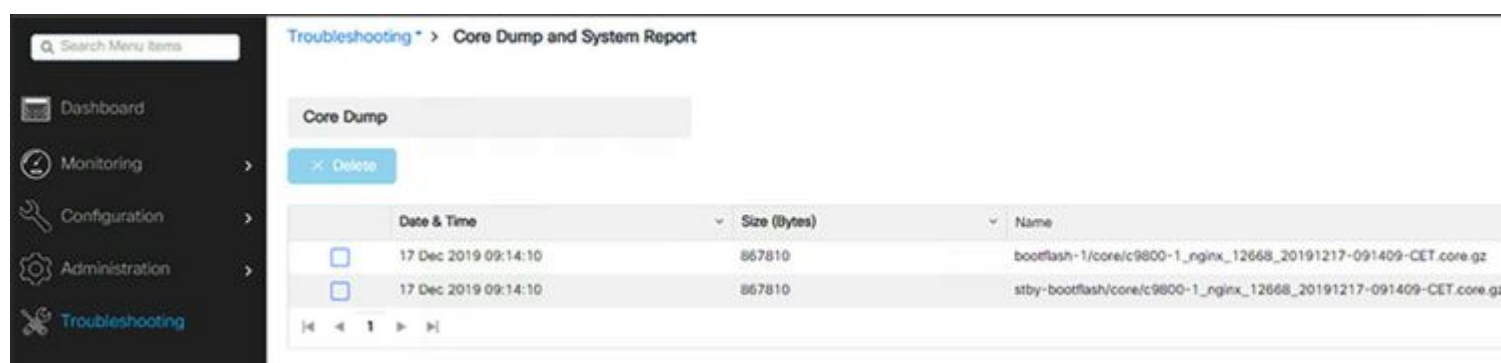 Search Menu Items
Troubleshooting * > Core Dump and System Report
Dashboard
Core Dump
Monitoring >
× Delete
Configuration >
Date & Time Size (Bytes) Name
17 Dec 2019 09:14:10 867810 bootflash-1/core/c9800-1_nginx_12668_20191217-091409-CET.core.gz
Administration >
17 Dec 2019 09:14:10 867810 stby-bootflash/core/c9800-1_nginx_12668_20191217-091409-CET.core.gz
Troubleshooting
1